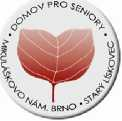 DOMOV PRO SENIORY
MIKULÁŠKOVO NÁM. BRNO • STARÝ LÍSKOVEC